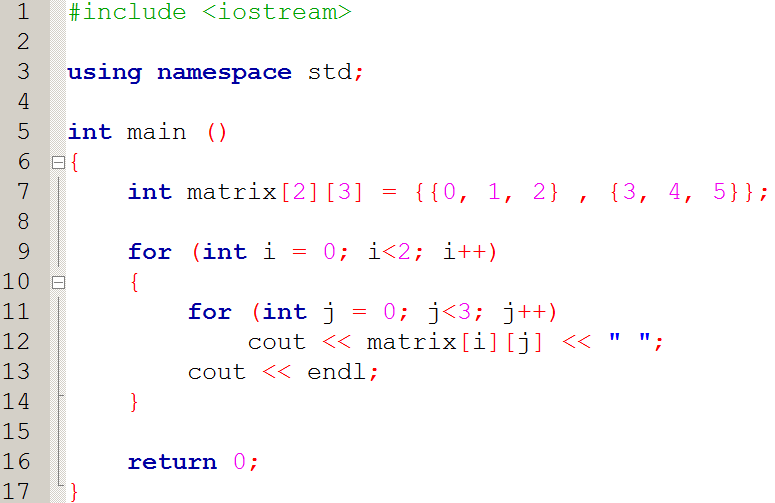 1 #include <iostream>
2
3 using namespace std;
4
5 int main ()
6 {
7 int matrix[2][3] = {{0, 1, 2} , {3, 4, 5}};
8
9 for (int i = 0; i<2; i++)
10 {
11 for (int j = 0; j<3; j++)
12 cout << matrix[i][j] << " ";
13 cout << endl;
14 }
15
16 return 0;
17 }